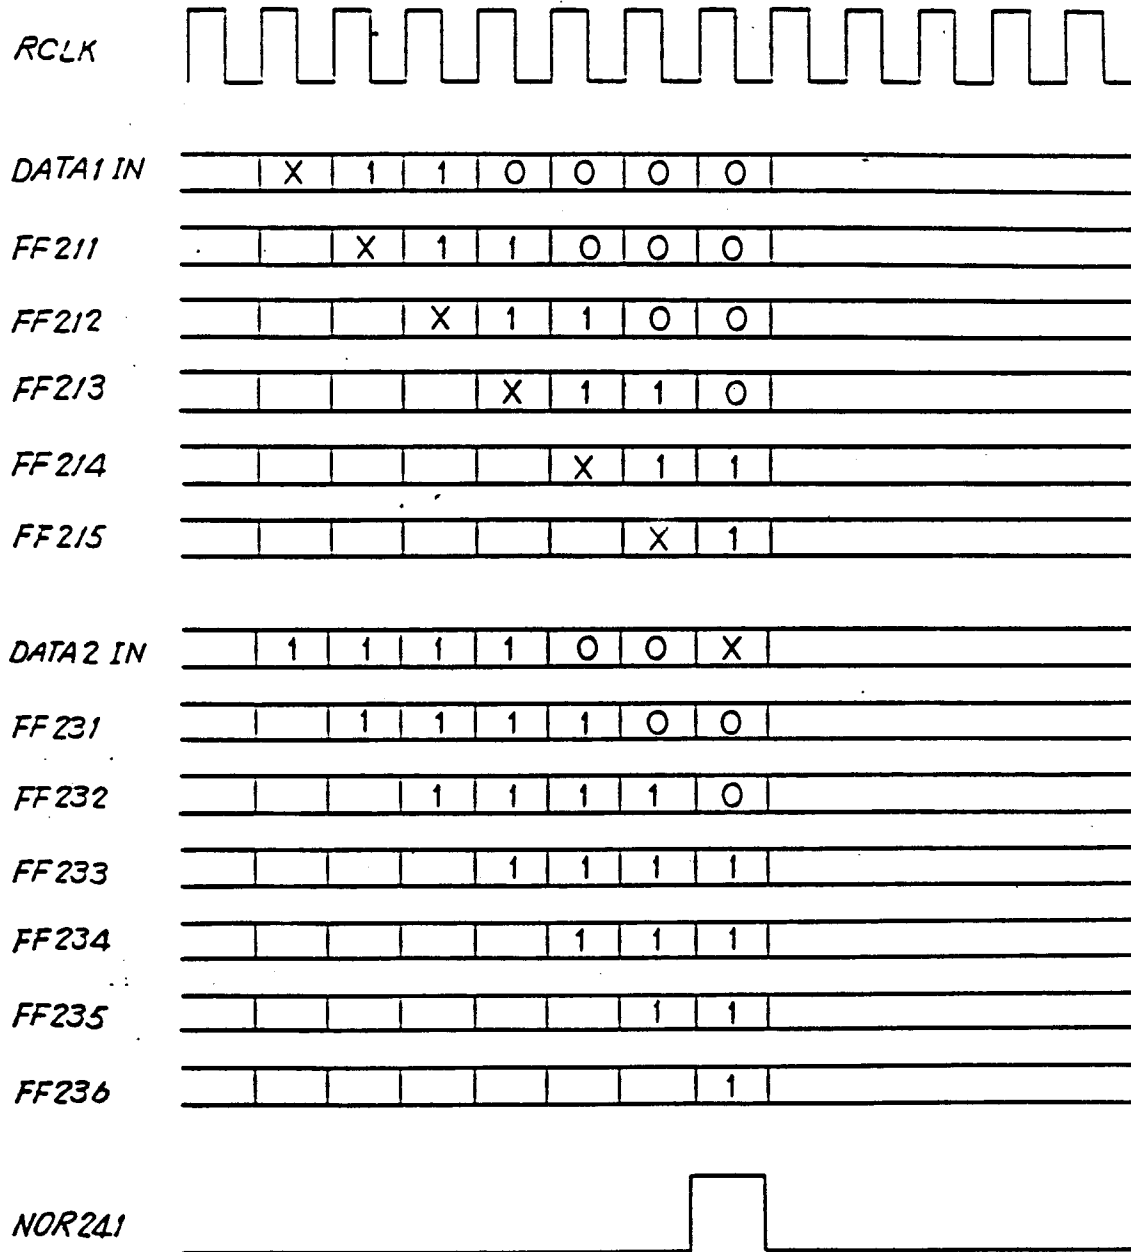 RCLK
DATA1 IN X 1 1 0 0 0 0
FF211 X 1 1 0 0 0
FF212 X 1 1 0 0
FF213 X 1 1 0
FF214 X 1 1
FF215 X 1
DATA2 IN 1 1 1 1 0 0 X
FF231 1 1 1 1 0 0
FF232 1 1 1 1 0
FF233 1 1 1 1
FF234 1 1 1
FF235 1 1
FF236 1
NOR241